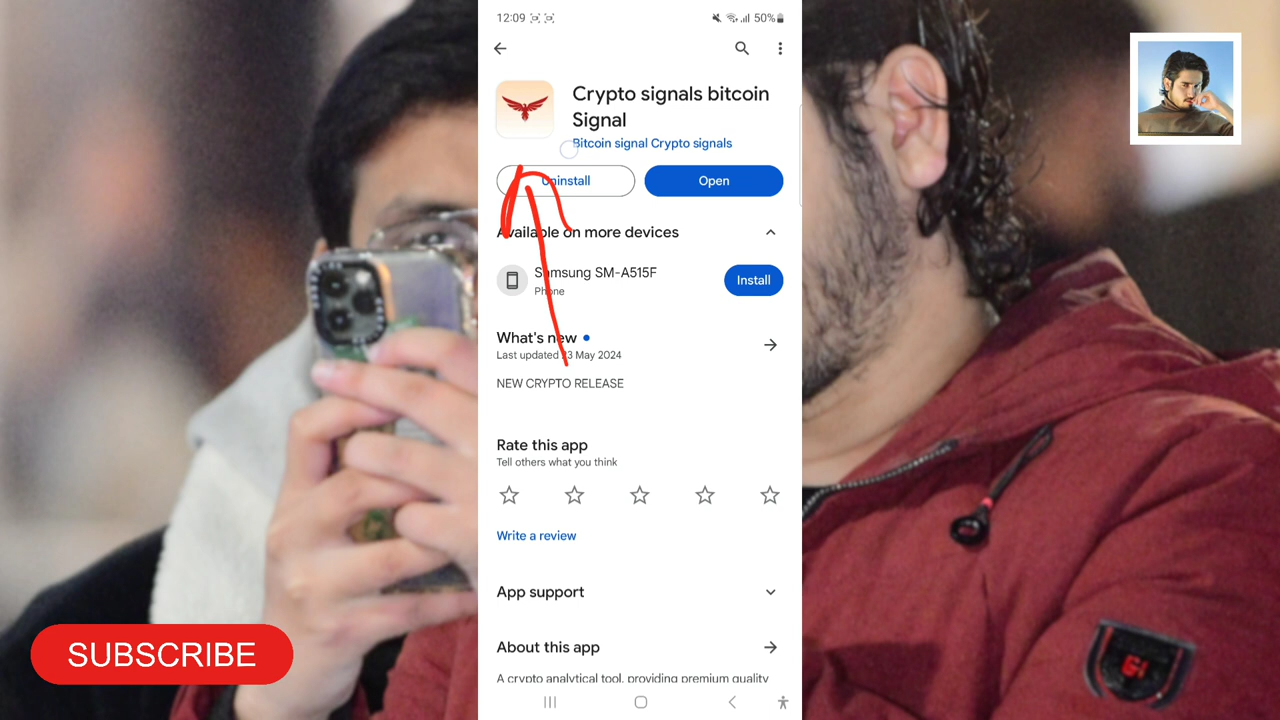 12:09
50%
Crypto signals bitcoin
Signal
Bitcoin signal Crypto signals
Uninstall
Open
Available on more devices
Samsung SM-A515F
Phone
Install
What's new
Last updated 23 May 2024
NEW CRYPTO RELEASE
Rate this app
Tell others what you think
Write a review
App support
About this app
A crypto analytical tool, providing premium quality
SUBSCRIBE